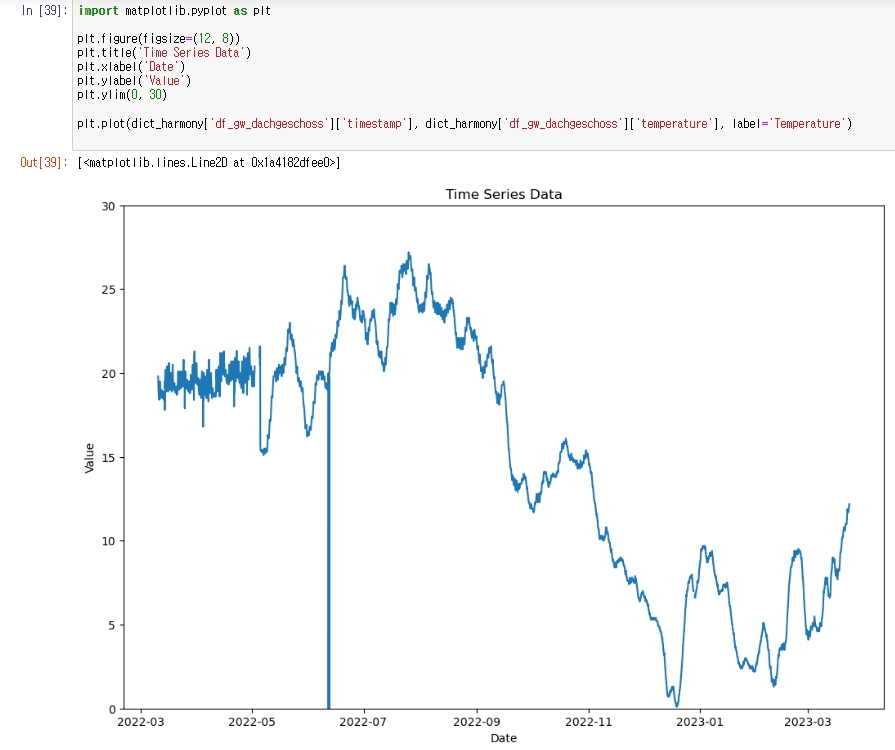 In [39]: import matplotlib.pyplot as plt
plt.figure(figsize=(12, 8))
plt.title('Time Series Data')
plt.xlabel('Date')
plt.ylabel('Value')
plt.ylim(0, 30)
plt.plot(dict_harmony['df_gw_dachgeschoss']['timestamp'], dict_harmony['df_gw_dachgeschoss']['temperature'], label='Temperature')
Out[39]: [<matplotlib.lines.Line2D at 0x1a4182dfee0>]
Time Series Data
30
25
20
15
10
5
0
Value
2022-03 2022-05 2022-07 2022-09 2022-11 2023-01 2023-03
Date